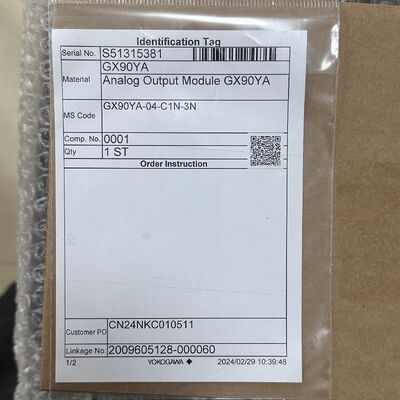 Identification Tag
Serial No. S51315381
GX90YA
Material Analog Output Module GX90YA
MS Code GX90YA-04-C1N-3N
Comp. No. 0001
Qty 1 ST
Order Instruction
Customer PO CN24NKC010511
Linkage No. 2009605128-000060
1/2 YOKOGAWA ◆ 2024/02/29 10:39:48